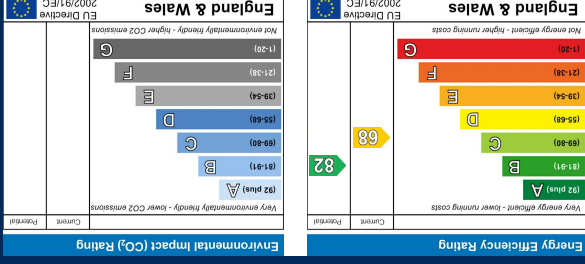 Energy Efficiency Rating
Current
Potential
Very energy efficient - lower running costs
(92 plus) A
(81-91) B
(69-80) C
(55-68) D
(39-54) E
(21-38) F
(1-20) G
68
82
Not energy efficient - higher running costs
England & Wales
EU Directive
2002/91/EC
Environmental Impact (CO₂) Rating
Current
Potential
Very environmentally friendly - lower CO2 emissions
(92 plus) A
(81-91) B
(69-80) C
(55-68) D
(39-54) E
(21-38) F
(1-20) G
Not environmentally friendly - higher CO2 emissions
England & Wales
EU Directive
2002/91/EC